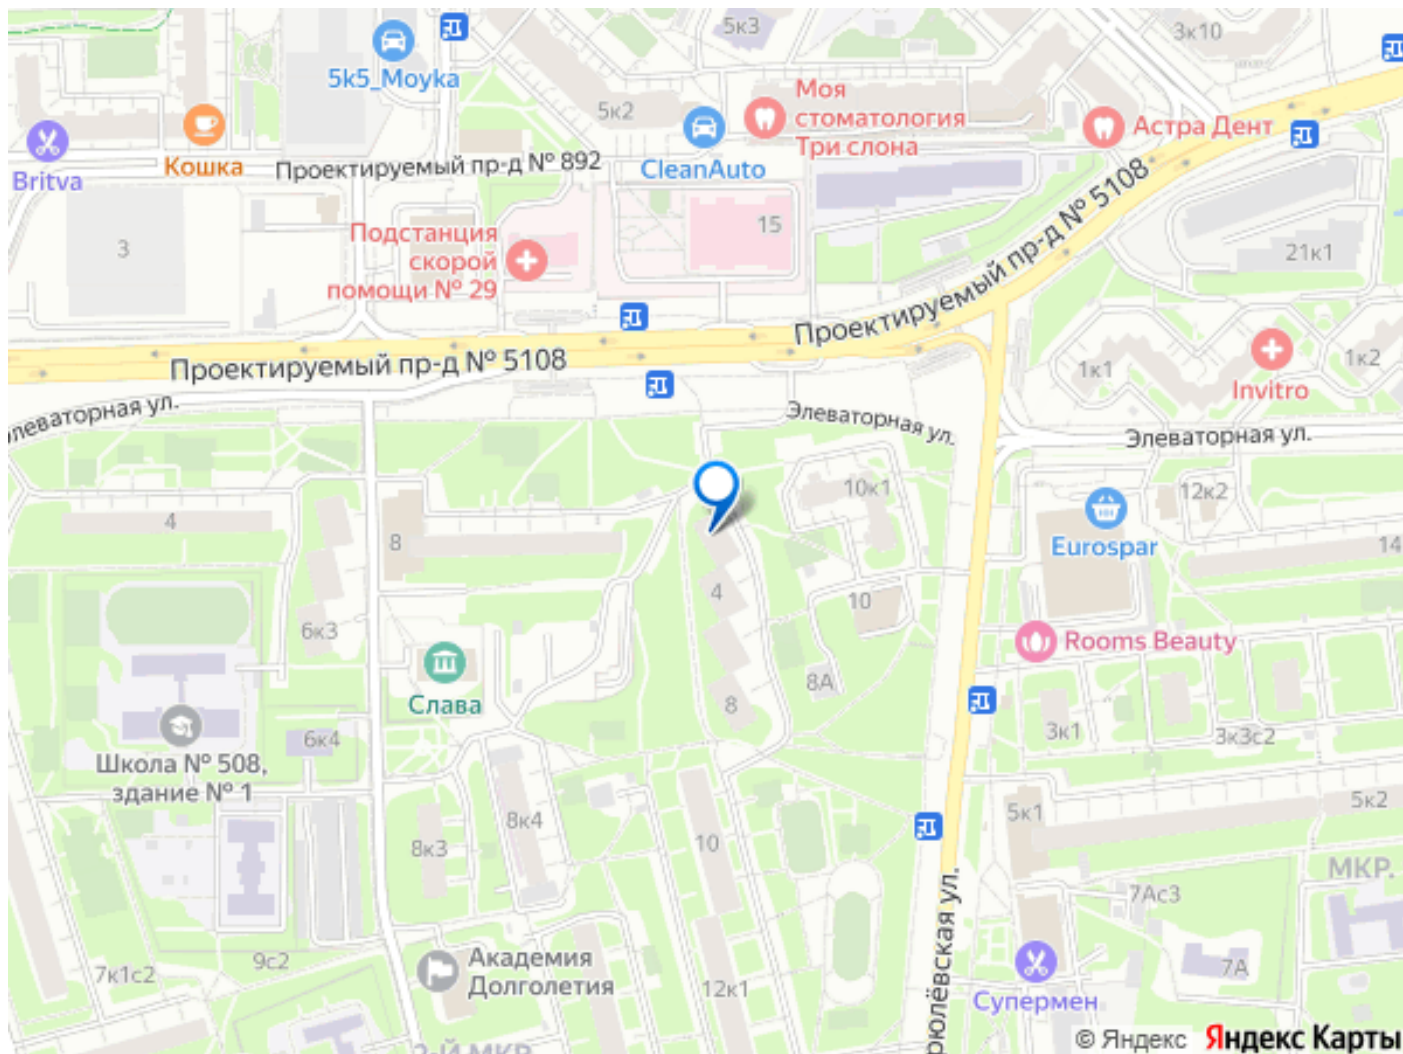 5к3
3к10
5k5_Moyka
5к2
Моя
стоматология
Три слона
Астра Дент
Britva
Кошка
Проектируемый пр-д № 892
CleanAuto
3
Подстанция
скорой
помощи № 29
15
Проектируемый пр-д № 5108
21к1
Проектируемый пр-д № 5108
1к1
1к2
Invitro
Элеваторная ул.
Элеваторная ул.
4
8
10к1
12к2
Eurospar
14
6к3
4
10
Rooms Beauty
Слава
8А
8
6к4
3к1
3к3с2
Школа № 508,
здание № 1
8к4
8к3
10
5к1
5к2
МКР.
7Ас3
7к1с2
9с2
Академия
Долголетия
12к1
7А
Супермен
© Яндекс Яндекс Карты